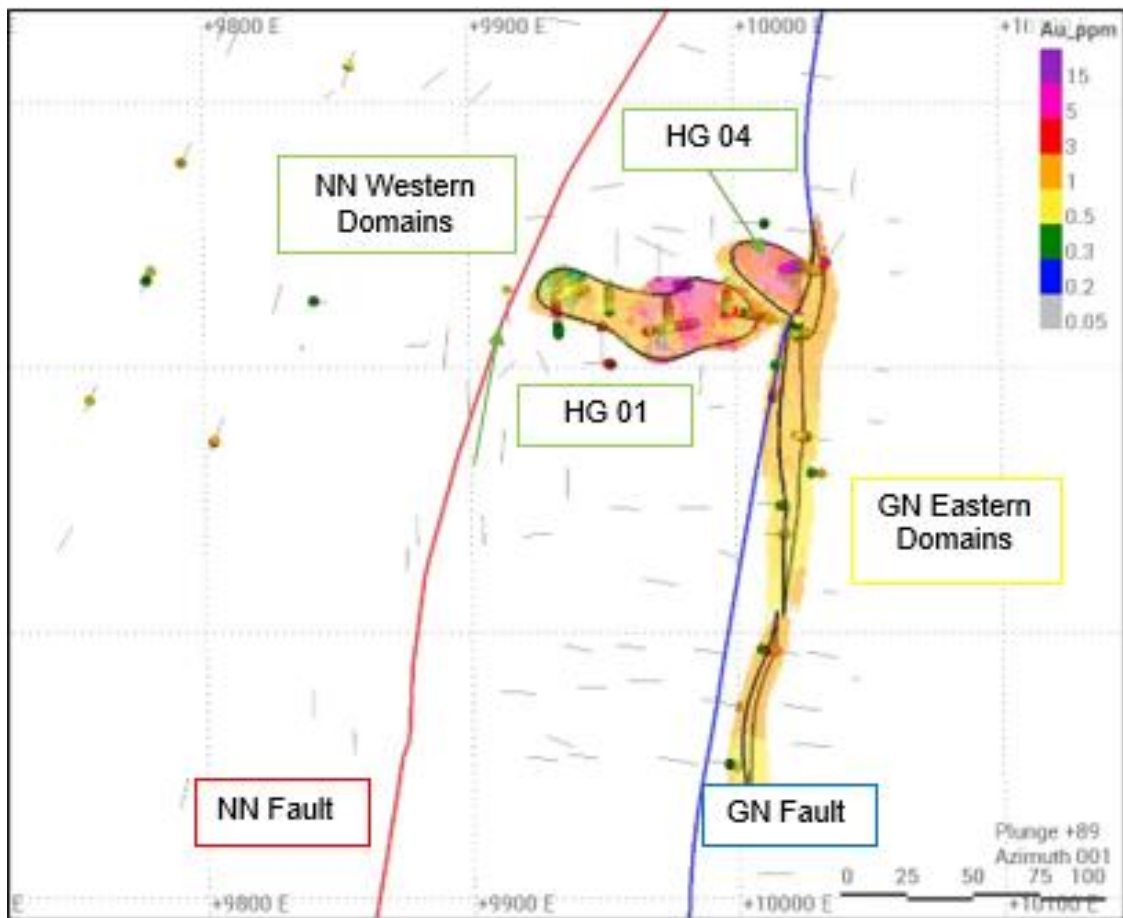 +9800 E
+9900 E
+10000 E
Au_ppm
15
5
3
1
0.5
0.3
0.2
0.05
HG 04
NN Western
Domains
HG 01
GN Eastern
Domains
NN Fault
GN Fault
Plunge +89
Azimuth 001
0 25 50 75 100
E
+9800 E
+9900 E
+10000 E
+10100 E